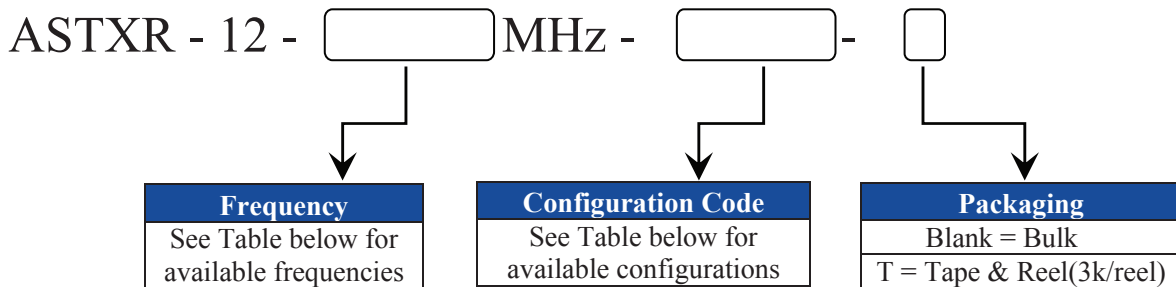 ASTXR - 12 - MHz - -
Frequency
See Table below for
available frequencies
Configuration Code
See Table below for
available configurations
Packaging
Blank = Bulk
T = Tape & Reel(3k/reel)